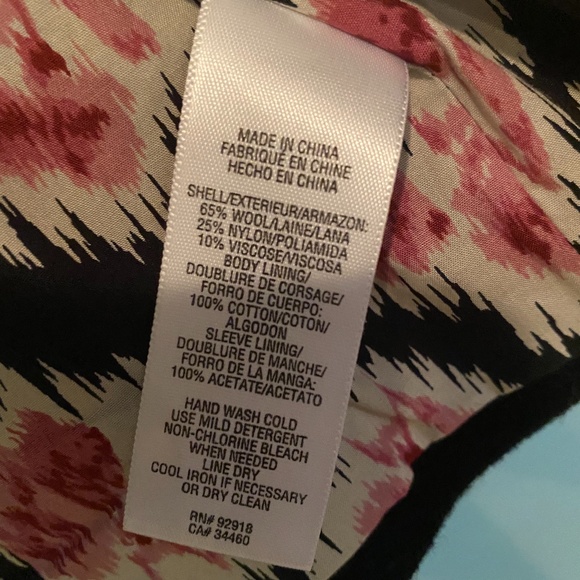 MADE IN CHINA
FABRIQUÉ EN CHINE
HECHO EN CHINA
SHELL/EXTERIEUR/ARMAZON:
65% WOOL/LAINE/LANA
25% NYLON/POLIAMIDA
10% VISCOSE/VISCOSA
BODY LINING/
DOUBLURE DE CORSAGE/
FORRO DE CUERPO:
100% COTTON/COTON/
ALGODON
SLEEVE LINING/
DOUBLURE DE MANCHE/
FORRO DE LA MANGA:
100% ACETATE/ACETATO
HAND WASH COLD
USE MILD DETERGENT
NON-CHLORINE BLEACH
WHEN NEEDED
LINE DRY
COOL IRON IF NECESSARY
OR DRY CLEAN
RN# 92918
CA# 34460